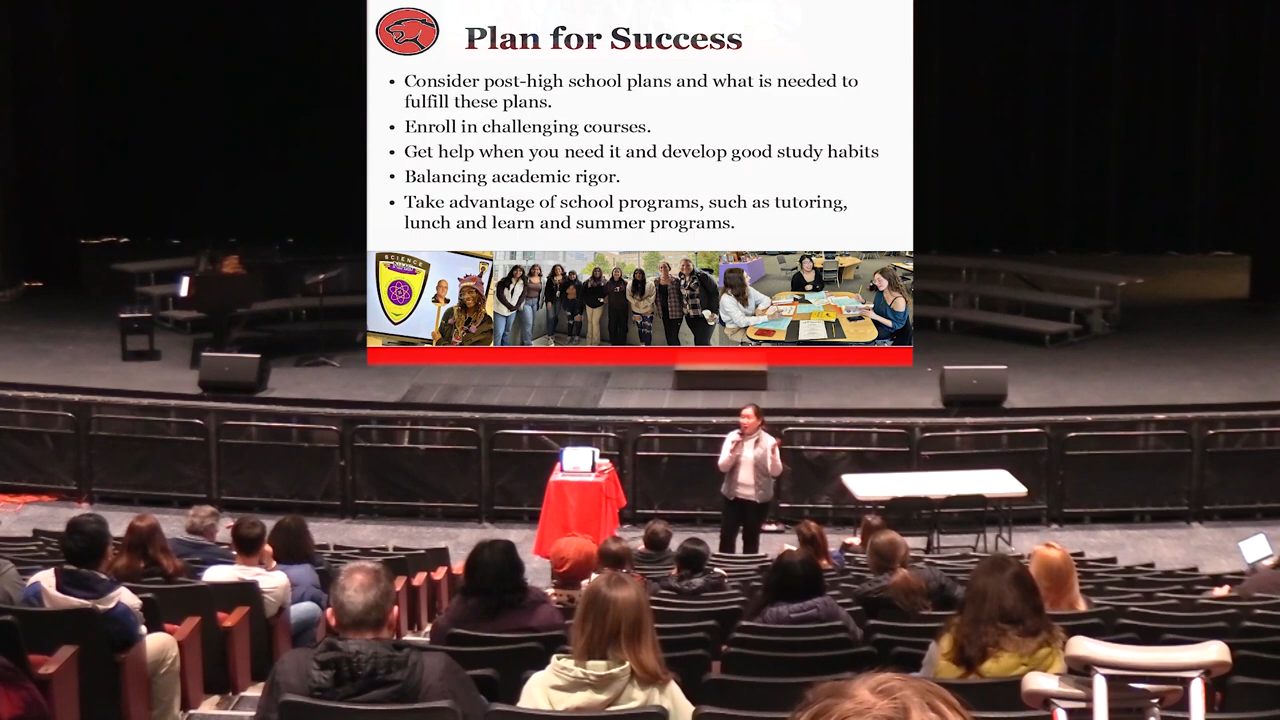 Plan for Success
• Consider post-high school plans and what is needed to
fulfill these plans.
• Enroll in challenging courses.
• Get help when you need it and develop good study habits
• Balancing academic rigor.
• Take advantage of school programs, such as tutoring,
lunch and learn and summer programs.
SCIENCE